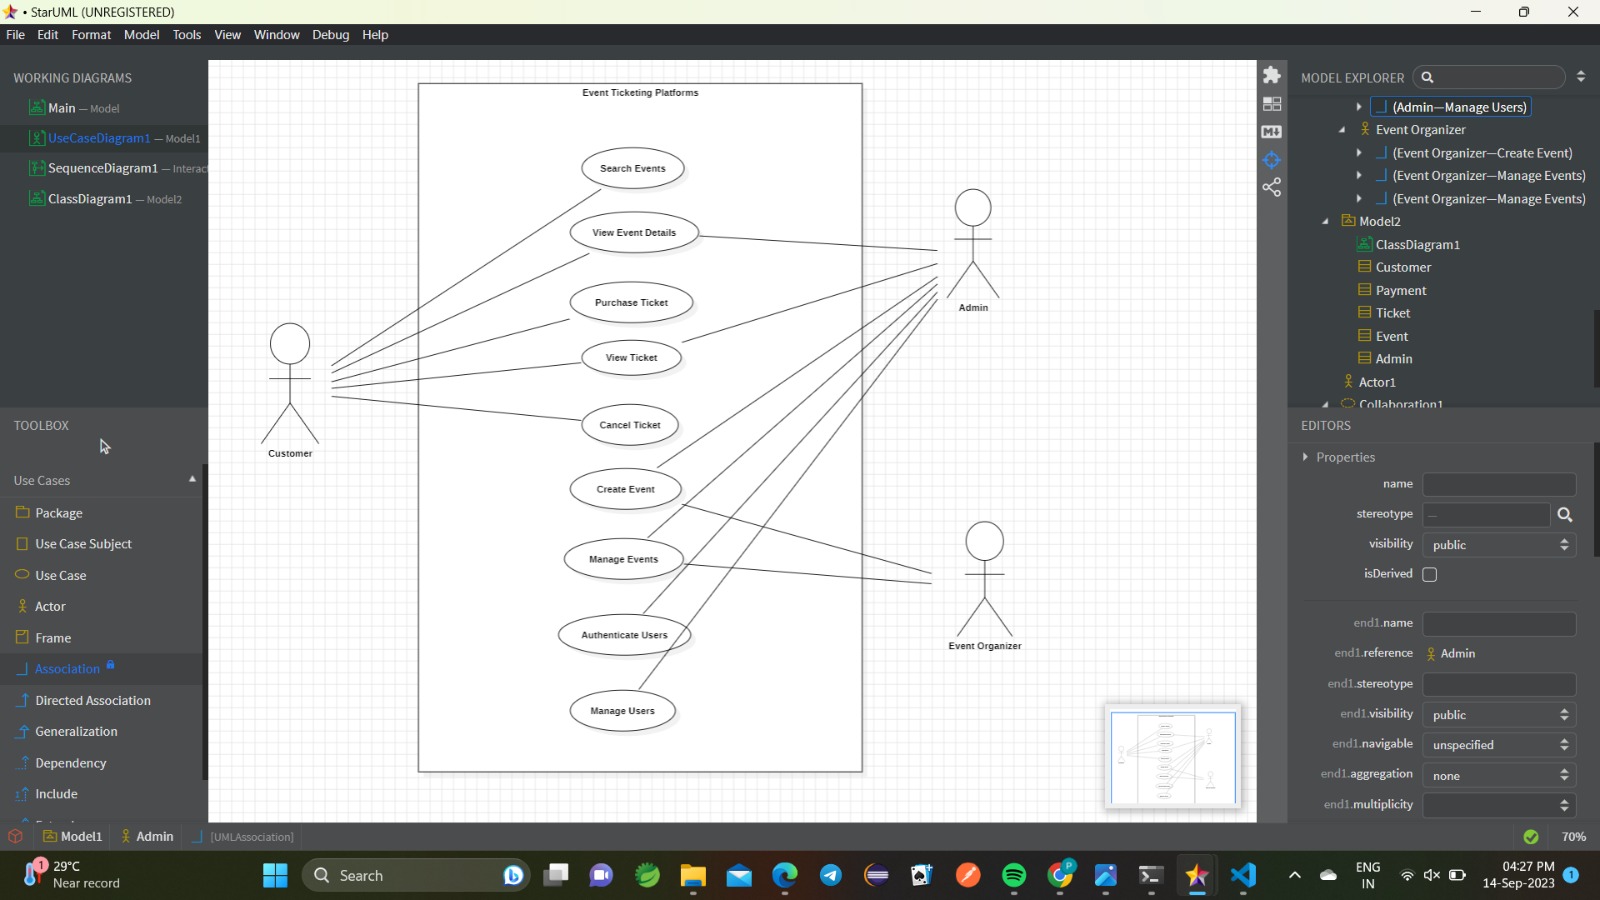 • StarUML (UNREGISTERED)
File Edit Format Model Tools View Window Debug Help
WORKING DIAGRAMS
Main — Model
UseCaseDiagram1 — Model1
SequenceDiagram1 — Interac
ClassDiagram1 — Model2
TOOLBOX
Use Cases
Package
Use Case Subject
Use Case
Actor
Frame
Association
Directed Association
Generalization
Dependency
Include
Event Ticketing Platforms
Search Events
View Event Details
Purchase Ticket
View Ticket
Cancel Ticket
Create Event
Manage Events
Authenticate Users
Manage Users
Customer
Admin
Event Organizer
MODEL EXPLORER
(Admin—Manage Users)
Event Organizer
(Event Organizer—Create Event)
(Event Organizer—Manage Events)
(Event Organizer—Manage Events)
Model2
ClassDiagram1
Customer
Payment
Ticket
Event
Admin
Actor1
Collaboration1
EDITORS
Properties
name
stereotype —
visibility public
isDerived
end1.name
end1.reference Admin
end1.stereotype
end1.visibility public
end1.navigable unspecified
end1.aggregation none
end1.multiplicity
Model1 Admin [UMLAssociation]
70%
1
29°C
Near record
Search
P
ENG
IN
04:27 PM
14-Sep-2023
1